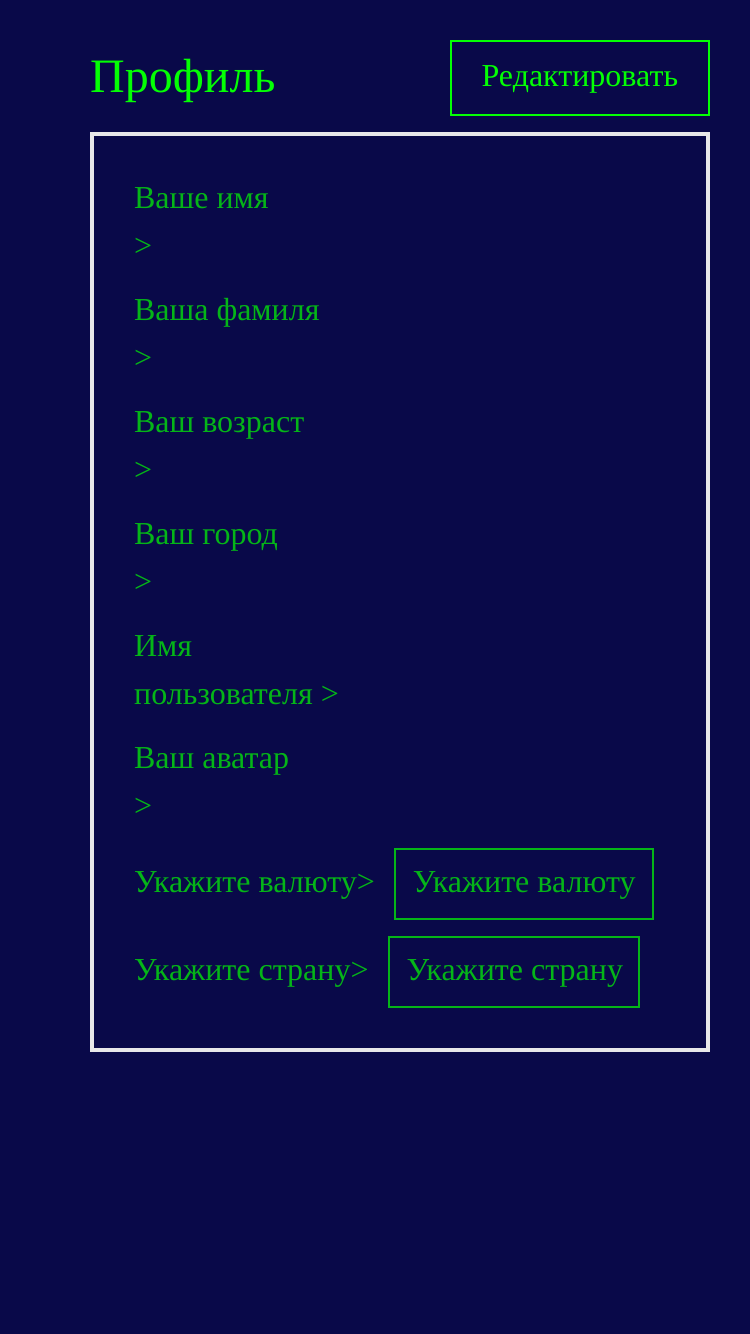 Профиль
Редактировать
Ваше имя
>
Ваша фамиля
>
Ваш возраст
>
Ваш город
>
Имя
пользователя >
Ваш аватар
>
Укажите валюту> Укажите валюту
Укажите страну> Укажите страну